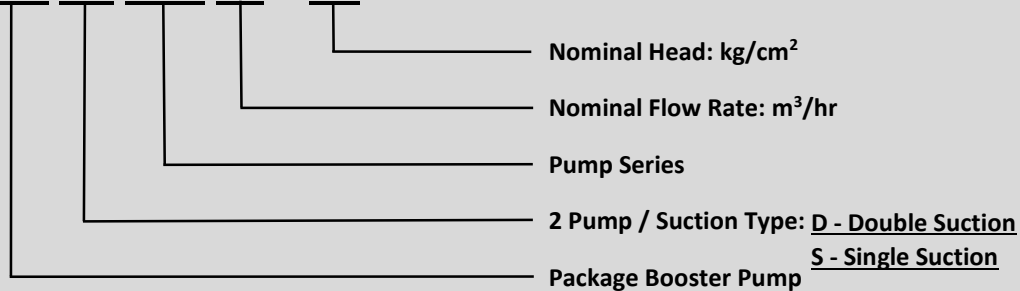 Nominal Head: kg/cm²
Nominal Flow Rate: m³/hr
Pump Series
2 Pump / Suction Type: D - Double Suction
S - Single Suction
Package Booster Pump